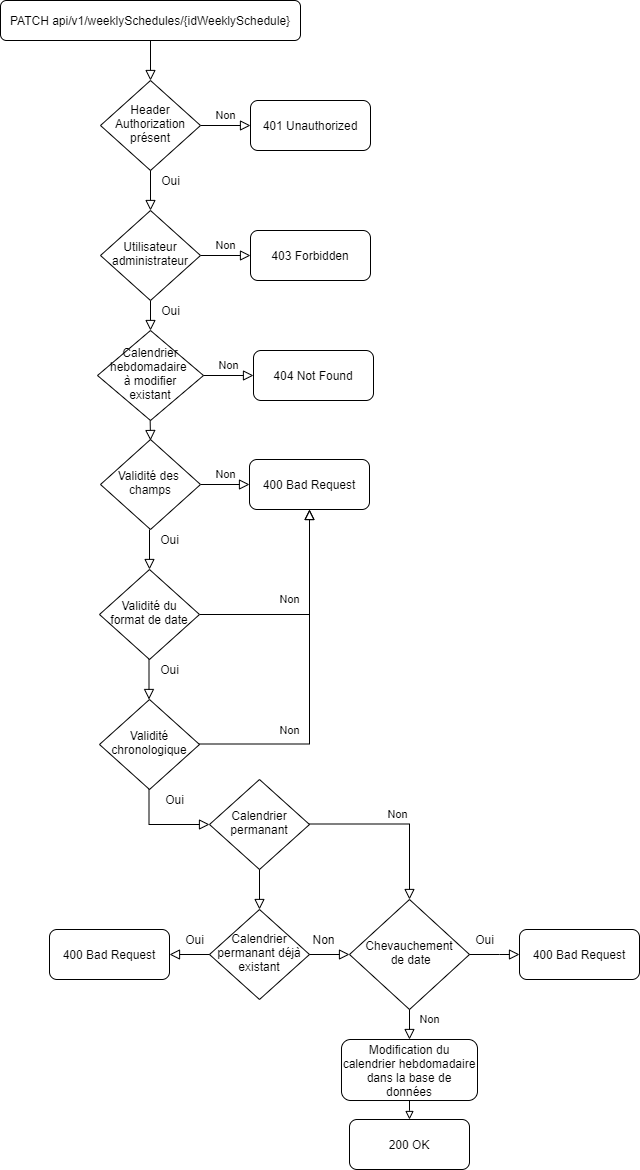 PATCH api/v1/weeklySchedules/{idWeeklySchedule}
Header
Authorization
présent
Non
401 Unauthorized
Oui
Utilisateur
administrateur
Non
403 Forbidden
Oui
Calendrier
hebdomadaire
à modifier
existant
Non
404 Not Found
Validité des
champs
Non
400 Bad Request
Oui
Validité du
format de date
Non
Oui
Validité
chronologique
Non
Oui
Calendrier
permanant
Non
Calendrier
permanant déjà
existant
Oui
400 Bad Request
Non
Chevauchement
de date
Oui
400 Bad Request
Non
Modification du
calendrier hebdomadaire
dans la base de
données
200 OK